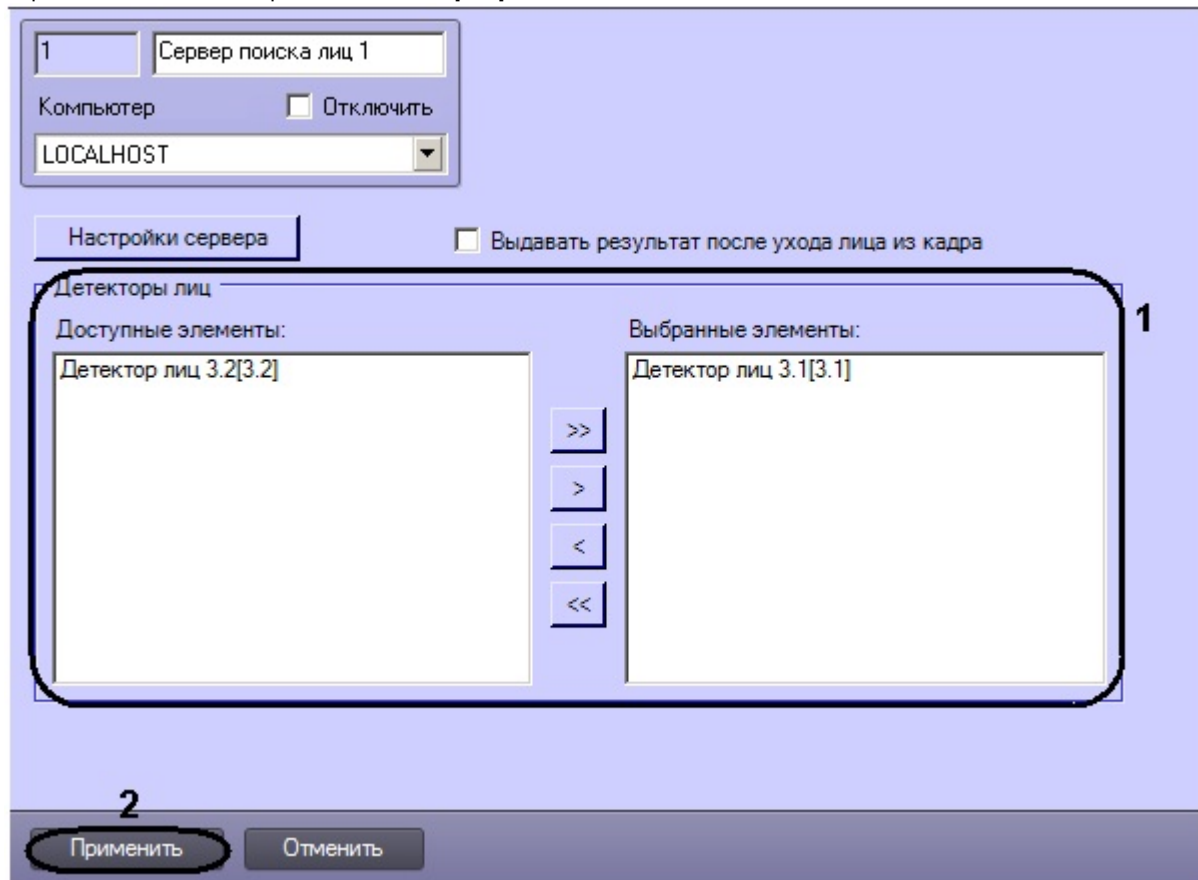 1 Сервер поиска лиц 1
Компьютер Отключить
LOCALHOST
Настройки сервера Выдавать результат после ухода лица из кадра
Детекторы лиц
1
Доступные элементы: Выбранные элементы:
Детектор лиц 3.2[3.2] Детектор лиц 3.1[3.1]
>>
>
<
<<
2
Применить Отменить